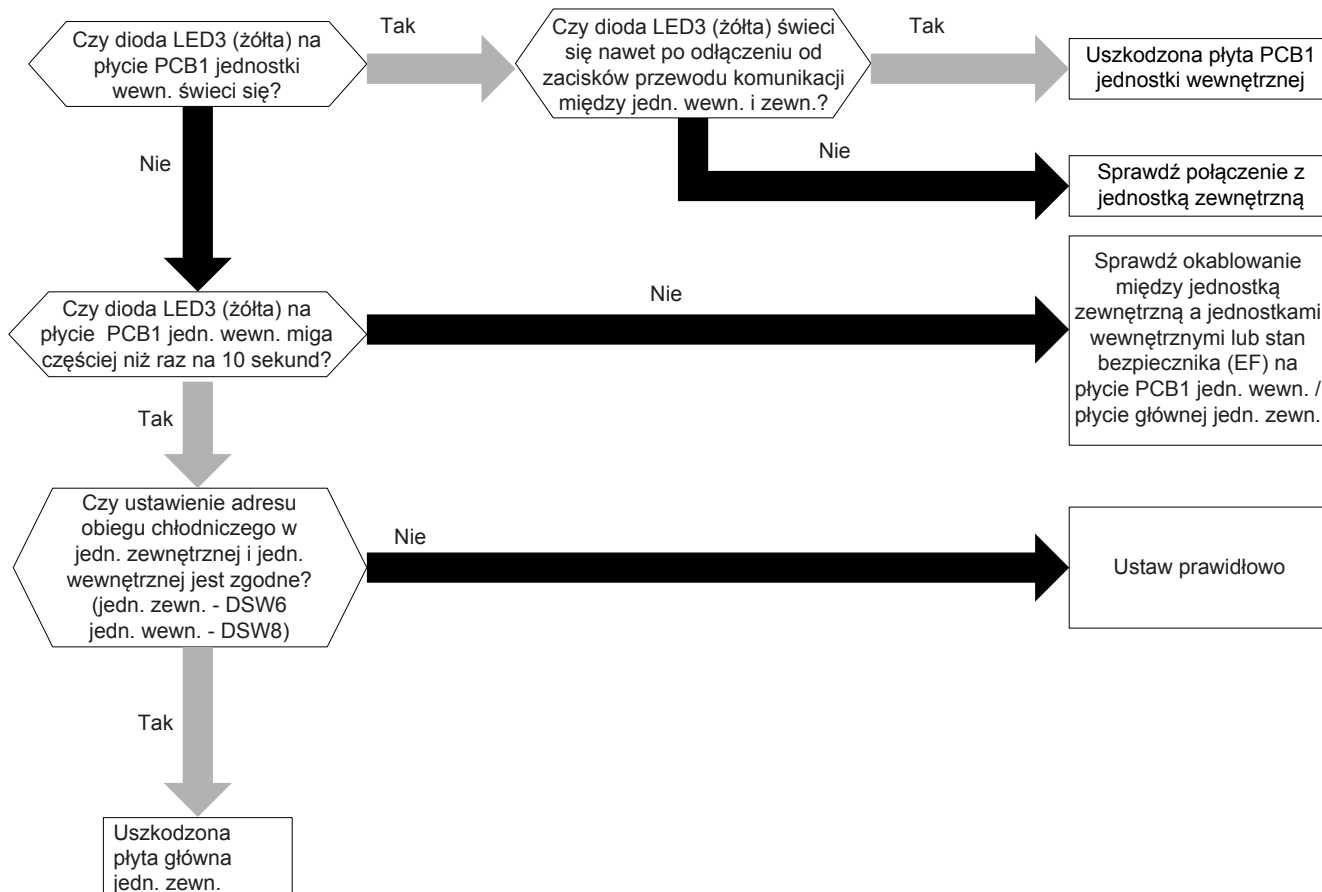 Czy dioda LED3 (żółta) na
płycie PCB1 jednostki
wewn. świeci się?
Tak
Czy dioda LED3 (żółta) świeci
się nawet po odłączeniu od
zacisków przewodu komunikacji
między jedn. wewn. i zewn.?
Tak
Uszkodzona płyta PCB1
jednostki wewnętrznej
Nie
Nie
Sprawdź połączenie z
jednostką zewnętrzną
Czy dioda LED3 (żółta) na
płycie PCB1 jedn. wewn. miga
częściej niż raz na 10 sekund?
Nie
Sprawdź okablowanie
między jednostką
zewnętrzną a jednostkami
wewnętrznymi lub stan
bezpiecznika (EF) na
płycie PCB1 jedn. wewn. /
płycie głównej jedn. zewn.
Tak
Czy ustawienie adresu
obiegu chłodniczego w
jedn. zewnętrznej i jedn.
wewnętrznej jest zgodne?
(jedn. zewn. - DSW6
jedn. wewn. - DSW8)
Nie
Ustaw prawidłowo
Tak
Uszkodzona
płyta główna
jedn. zewn.